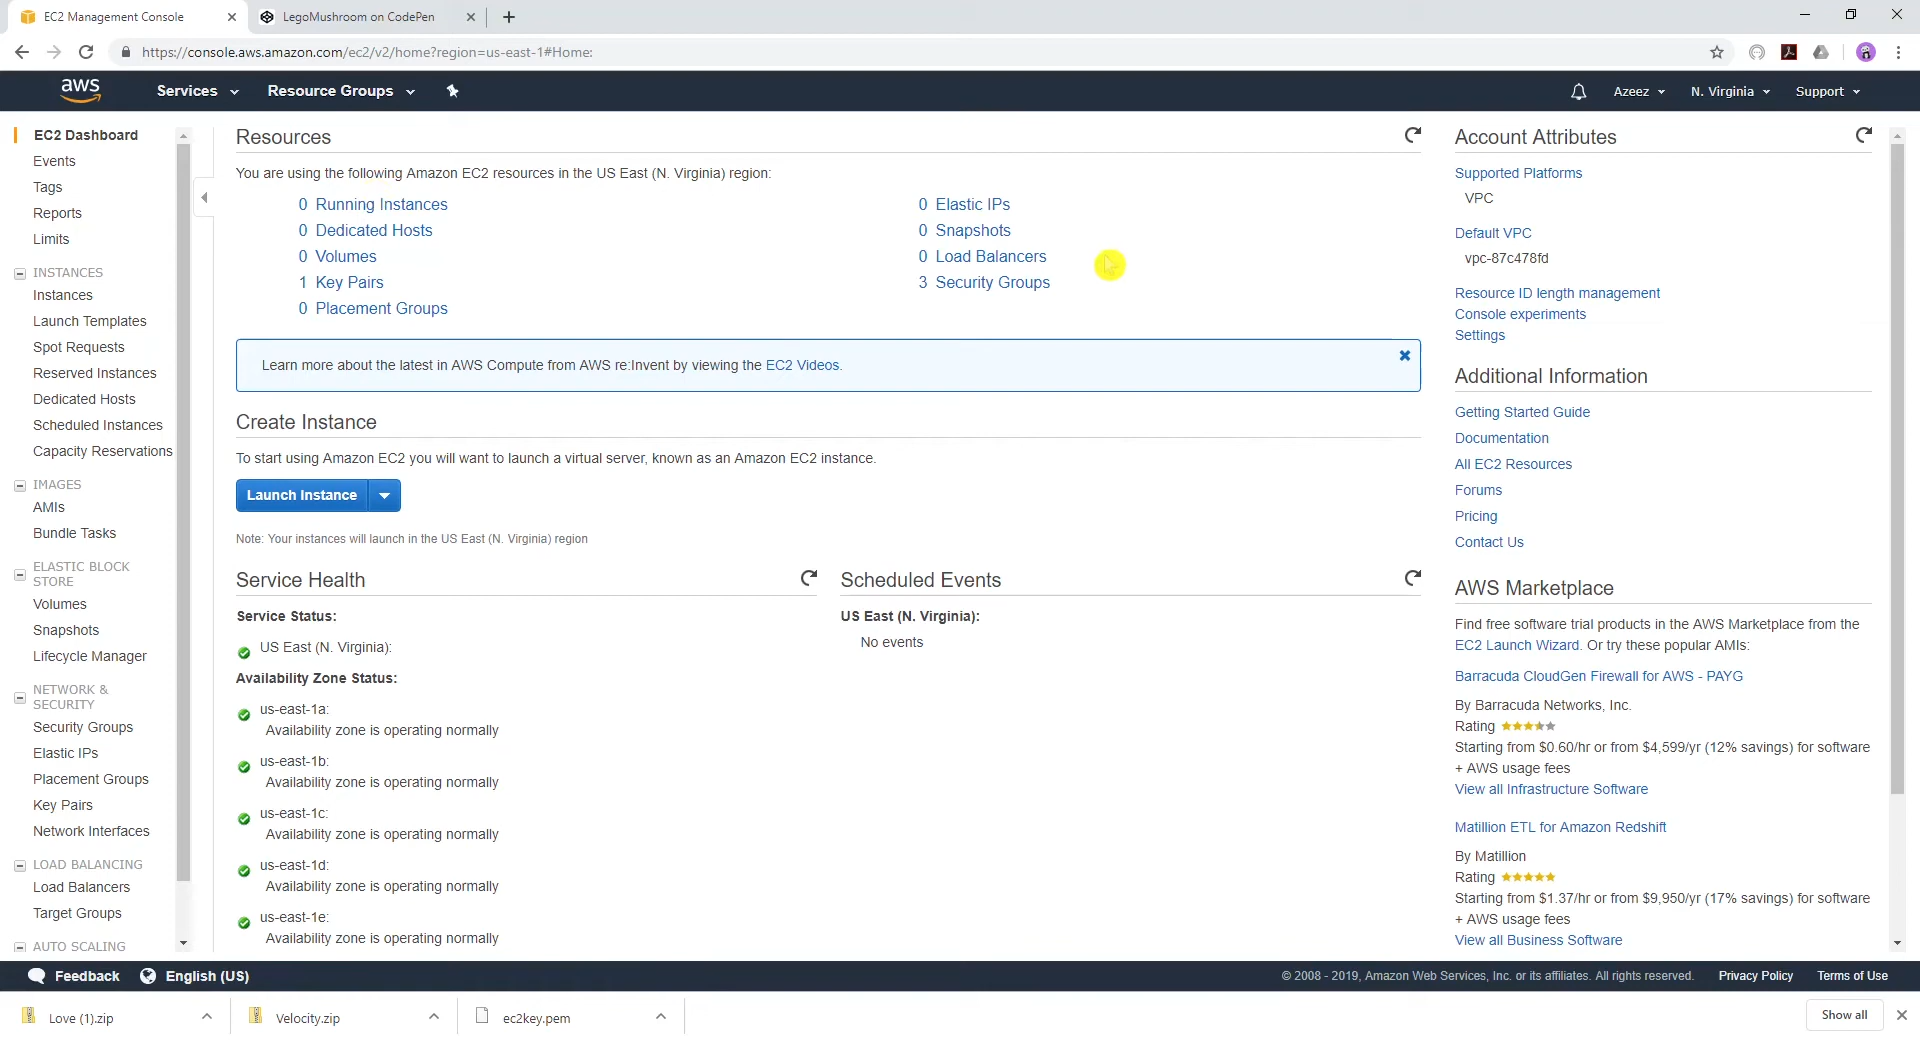 EC2 Management Console
LegoMushroom on CodePen
https://console.aws.amazon.com/ec2/v2/home?region=us-east-1#Home:
aws
Services
Resource Groups
Azeez
N. Virginia
Support
EC2 Dashboard
Events
Tags
Reports
Limits
INSTANCES
Instances
Launch Templates
Spot Requests
Reserved Instances
Dedicated Hosts
Scheduled Instances
Capacity Reservations
IMAGES
AMIs
Bundle Tasks
ELASTIC BLOCK
STORE
Volumes
Snapshots
Lifecycle Manager
NETWORK &
SECURITY
Security Groups
Elastic IPs
Placement Groups
Key Pairs
Network Interfaces
LOAD BALANCING
Load Balancers
Target Groups
AUTO SCALING
Resources
You are using the following Amazon EC2 resources in the US East (N. Virginia) region:
0 Running Instances
0 Dedicated Hosts
0 Volumes
1 Key Pairs
0 Placement Groups
0 Elastic IPs
0 Snapshots
0 Load Balancers
3 Security Groups
Learn more about the latest in AWS Compute from AWS re:Invent by viewing the EC2 Videos.
Create Instance
To start using Amazon EC2 you will want to launch a virtual server, known as an Amazon EC2 instance.
Launch Instance
Note: Your instances will launch in the US East (N. Virginia) region
Service Health
Service Status:
US East (N. Virginia):
Availability Zone Status:
us-east-1a:
Availability zone is operating normally
us-east-1b:
Availability zone is operating normally
us-east-1c:
Availability zone is operating normally
us-east-1d:
Availability zone is operating normally
us-east-1e:
Availability zone is operating normally
Scheduled Events
US East (N. Virginia):
No events
Account Attributes
Supported Platforms
VPC
Default VPC
vpc-87c478fd
Resource ID length management
Console experiments
Settings
Additional Information
Getting Started Guide
Documentation
All EC2 Resources
Forums
Pricing
Contact Us
AWS Marketplace
Find free software trial products in the AWS Marketplace from the
EC2 Launch Wizard. Or try these popular AMIs:
Barracuda CloudGen Firewall for AWS - PAYG
By Barracuda Networks, Inc.
Rating
Starting from $0.60/hr or from $4,599/yr (12% savings) for software
+ AWS usage fees
View all Infrastructure Software
Matillion ETL for Amazon Redshift
By Matillion
Rating
Starting from $1.37/hr or from $9,950/yr (17% savings) for software
+ AWS usage fees
View all Business Software
Feedback
English (US)
© 2008 - 2019, Amazon Web Services, Inc. or its affiliates. All rights reserved.
Privacy Policy
Terms of Use
Love (1).zip
Velocity.zip
ec2key.pem
Show all